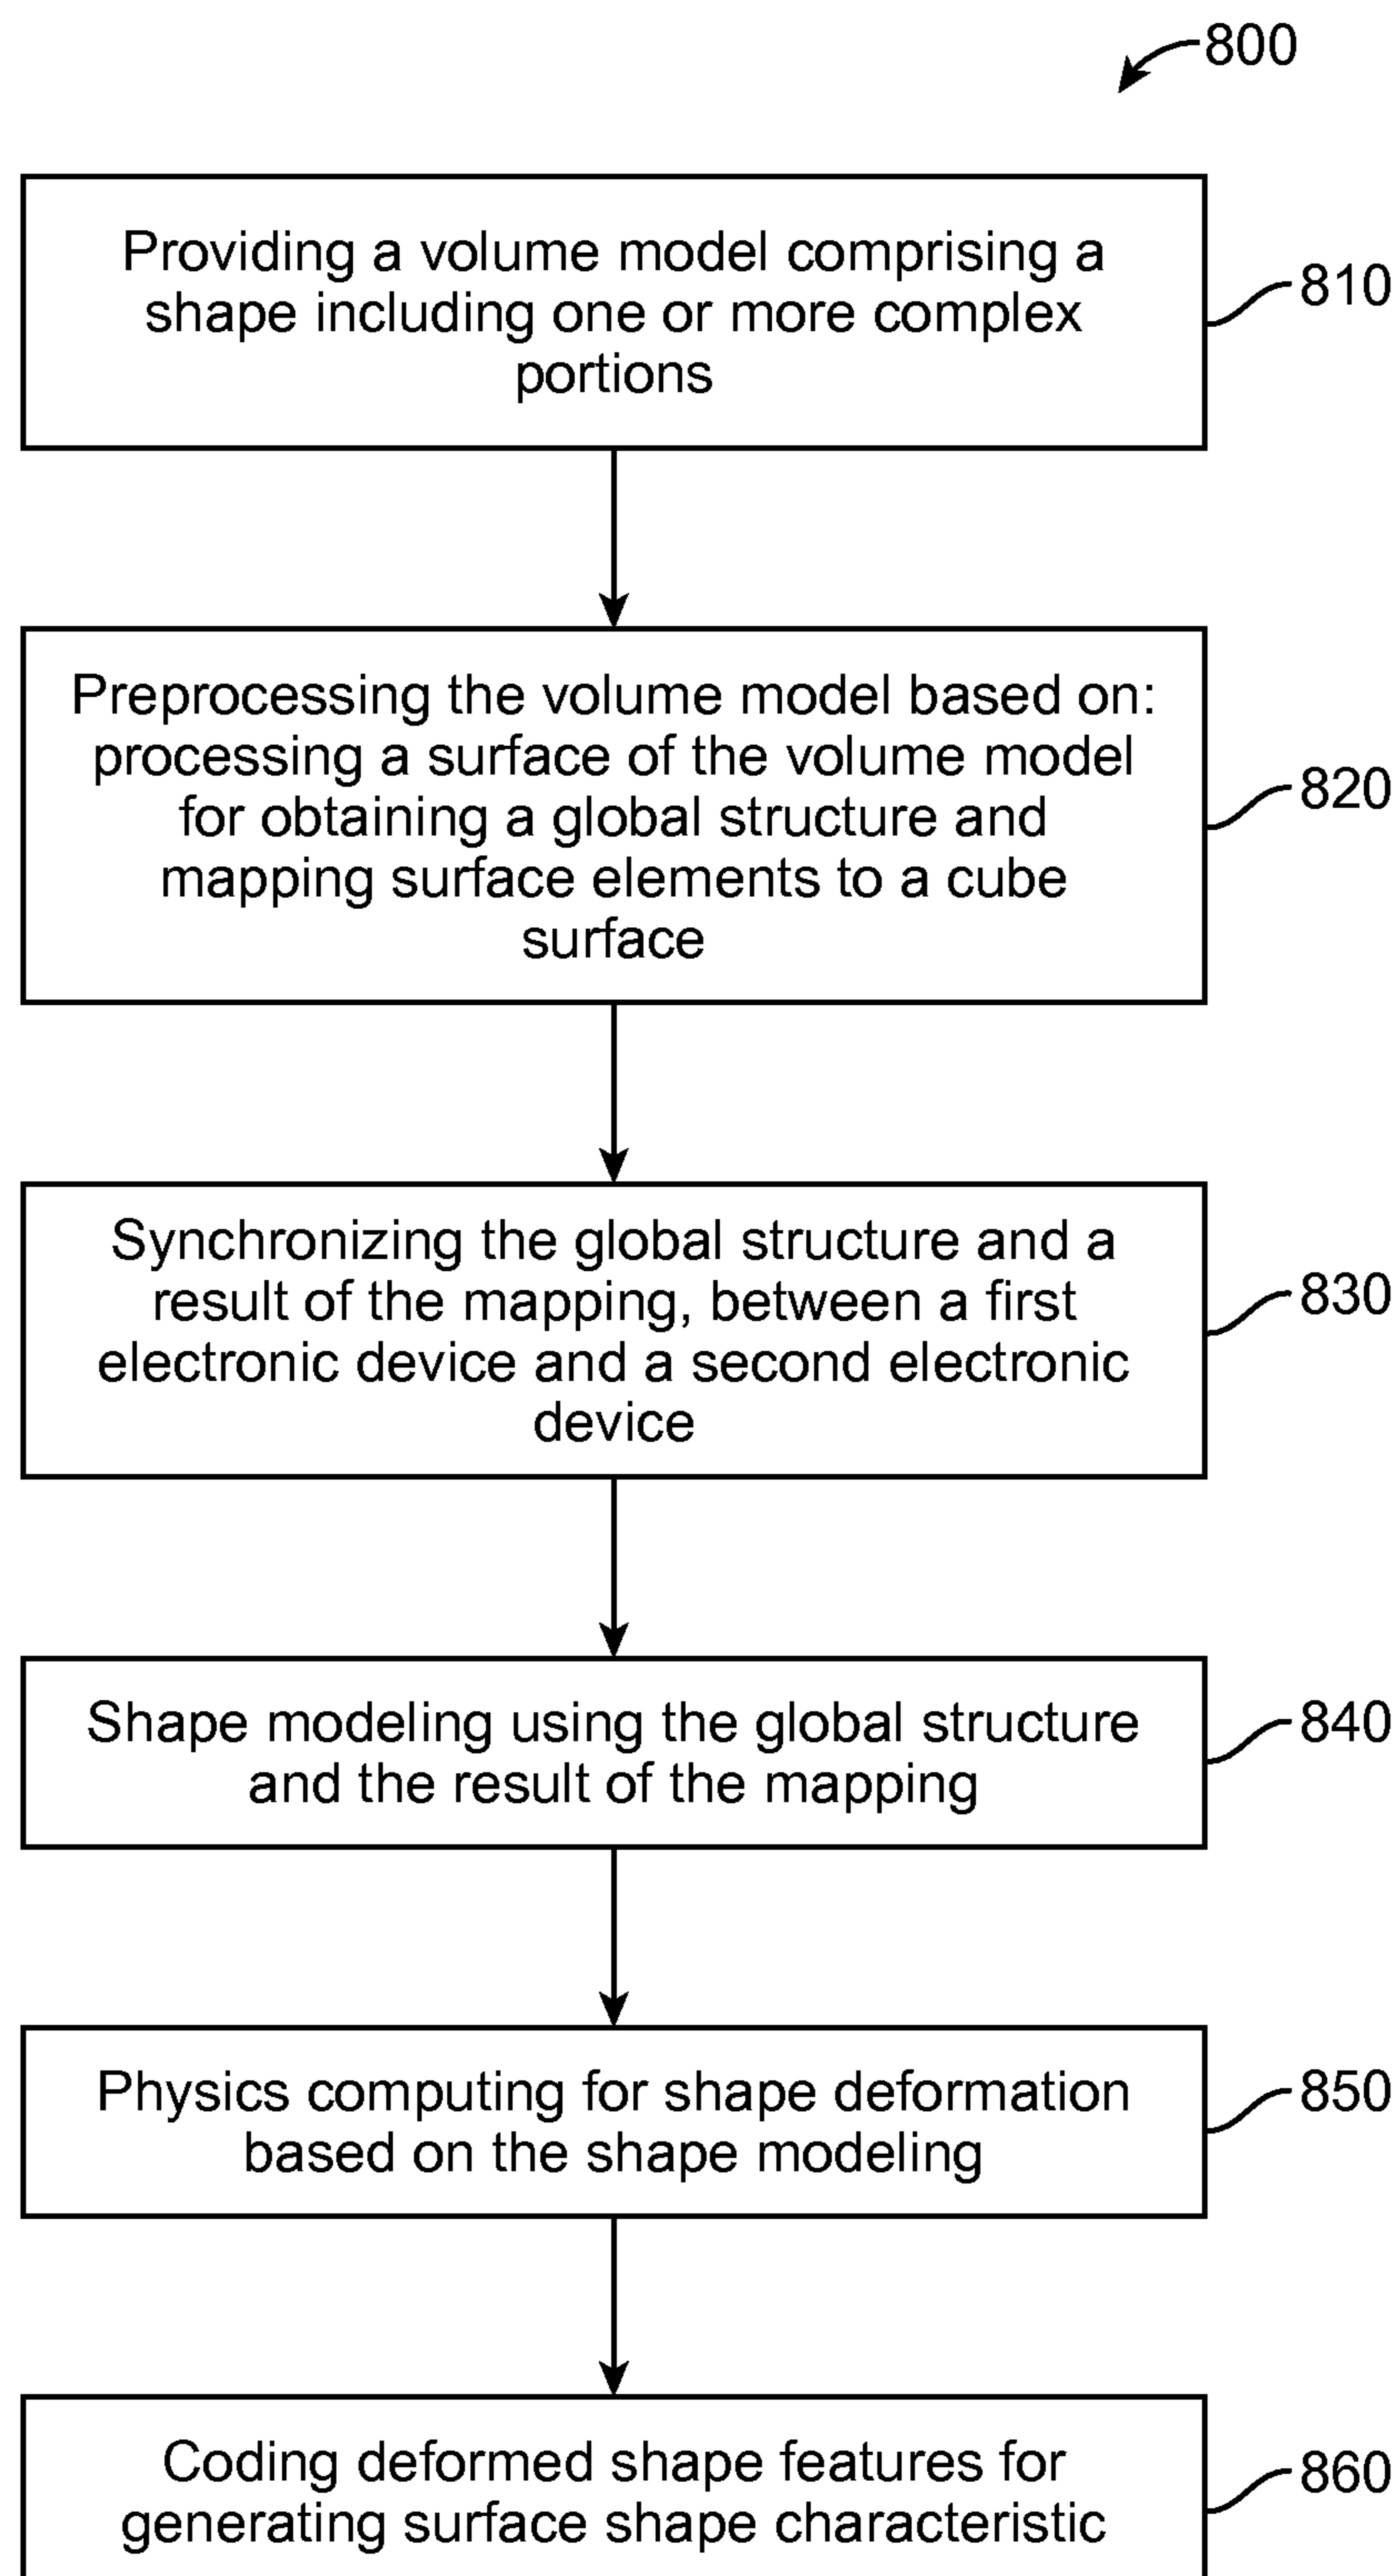 800
Providing a volume model comprising a
shape including one or more complex
portions
810
Preprocessing the volume model based on:
processing a surface of the volume model
for obtaining a global structure and
mapping surface elements to a cube
surface
820
Synchronizing the global structure and a
result of the mapping, between a first
electronic device and a second electronic
device
830
Shape modeling using the global structure
and the result of the mapping
840
Physics computing for shape deformation
based on the shape modeling
850
Coding deformed shape features for
generating surface shape characteristic
860